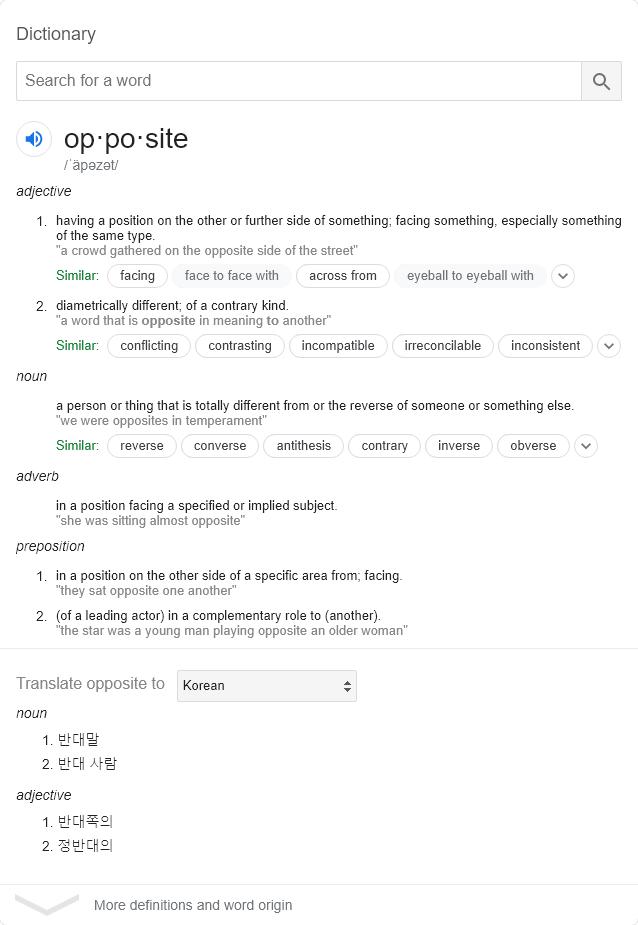 Dictionary
Search for a word
op·po·site
/ˈäpəzət/
adjective
1. having a position on the other or further side of something; facing something, especially something
of the same type.
"a crowd gathered on the opposite side of the street"
Similar: facing face to face with across from eyeball to eyeball with
2. diametrically different; of a contrary kind.
"a word that is opposite in meaning to another"
Similar: conflicting contrasting incompatible irreconcilable inconsistent
noun
a person or thing that is totally different from or the reverse of someone or something else.
"we were opposites in temperament"
Similar: reverse converse antithesis contrary inverse obverse
adverb
in a position facing a specified or implied subject.
"she was sitting almost opposite"
preposition
1. in a position on the other side of a specific area from; facing.
"they sat opposite one another"
2. (of a leading actor) in a complementary role to (another).
"the star was a young man playing opposite an older woman"
Translate opposite to Korean
noun
1. 반대말
2. 반대 사람
adjective
1. 반대쪽의
2. 정반대의
More definitions and word origin